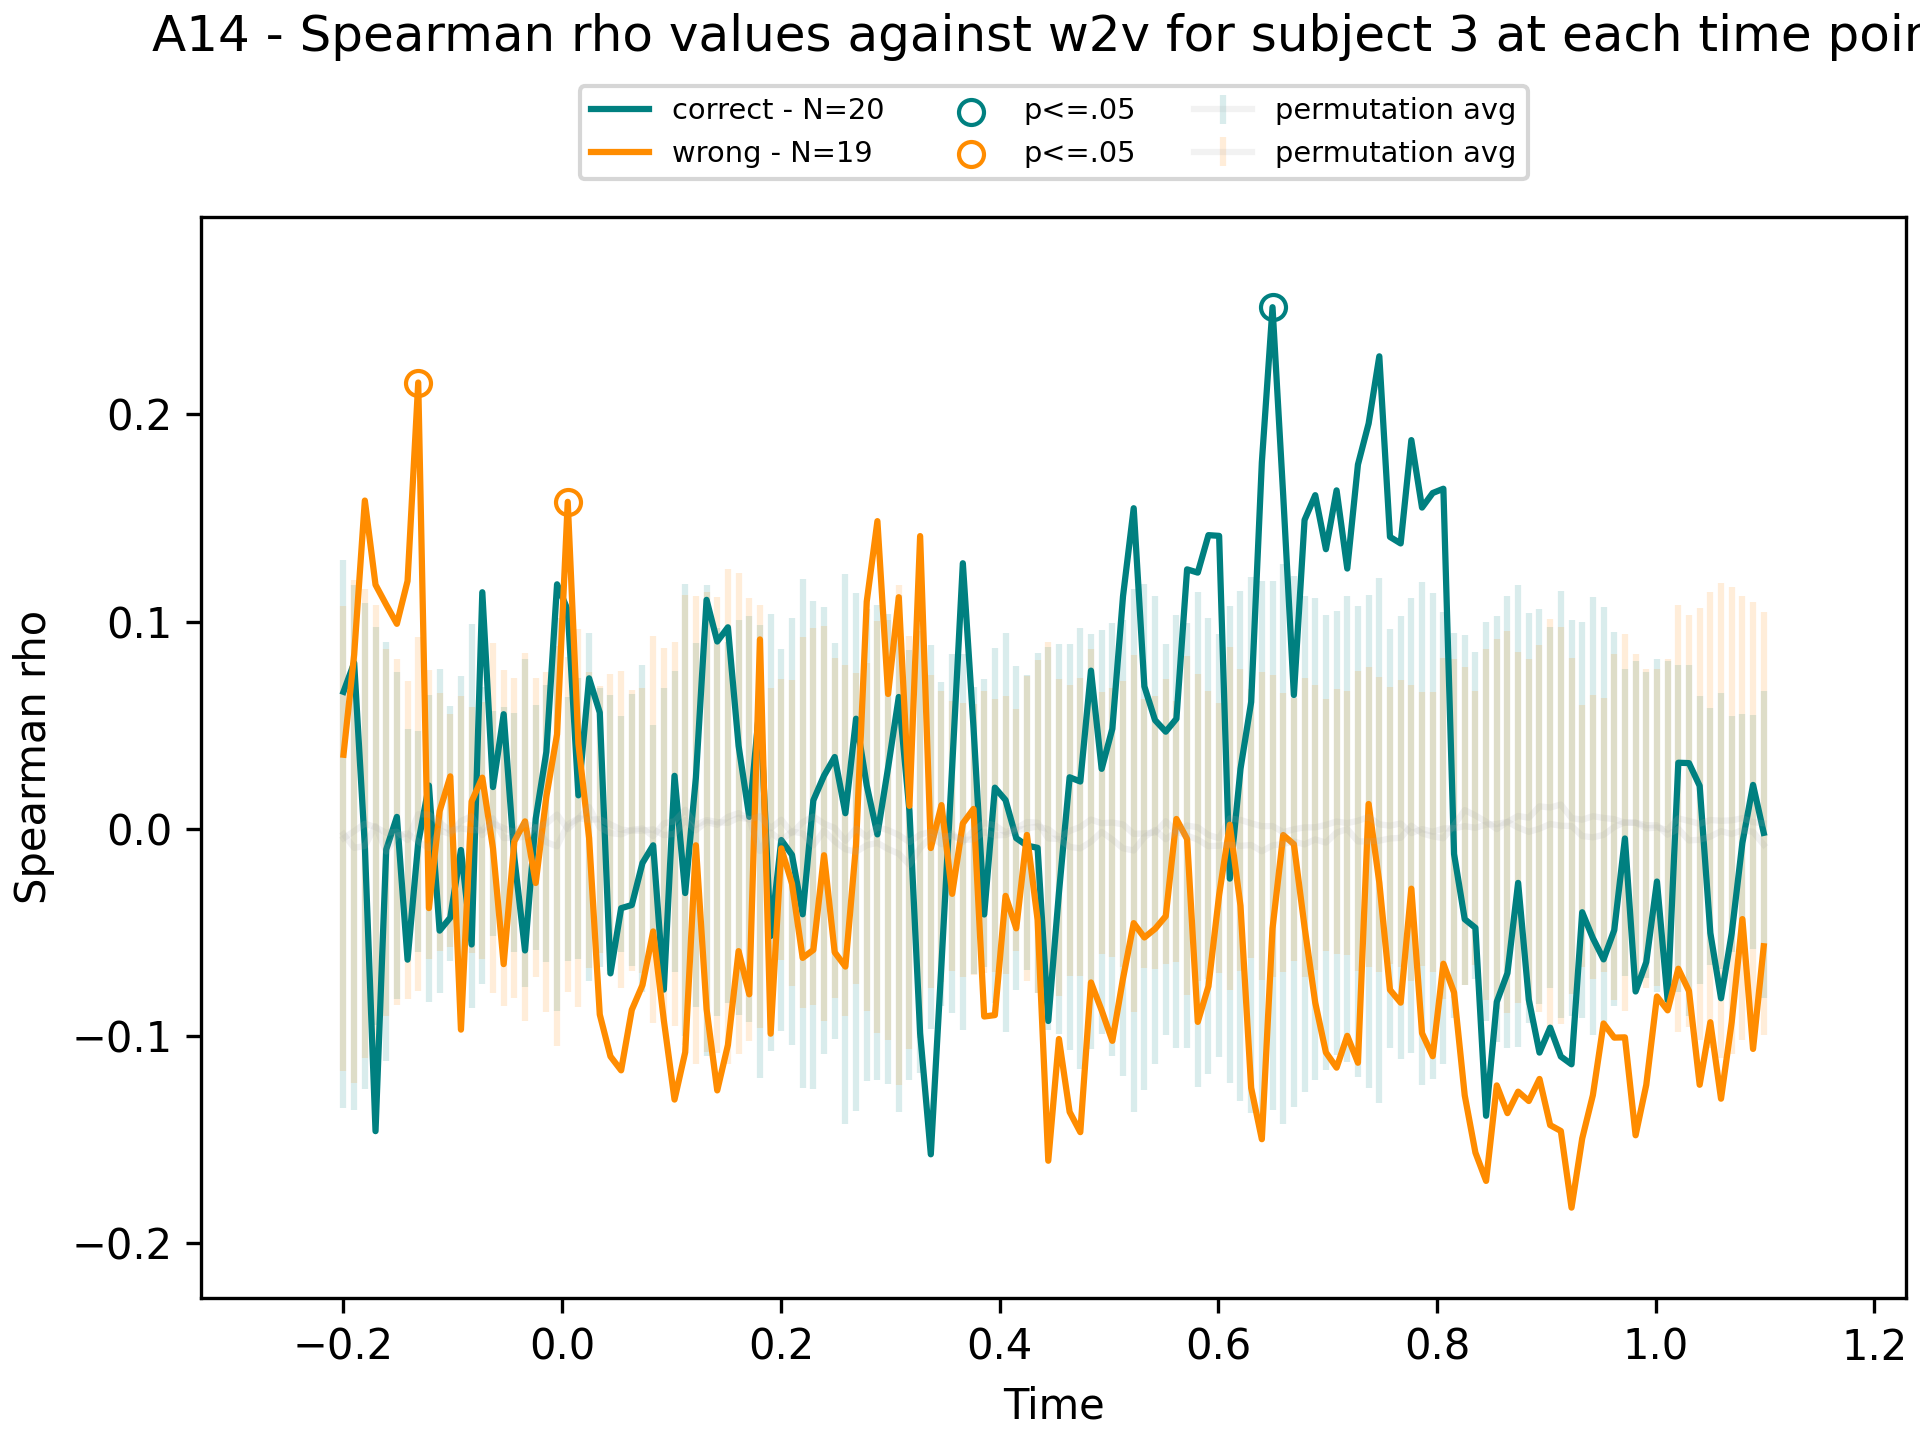 A14 - Spearman rho values against w2v for subject 3 at each time
correct - N=20 p<=.05 permutation avg
wrong - N=19 p<=.05 permutation avg
Spearman rho
0.2
0.1
0.0
−0.1
−0.2
−0.2 0.0 0.2 0.4 0.6 0.8 1.0 1.2
Time